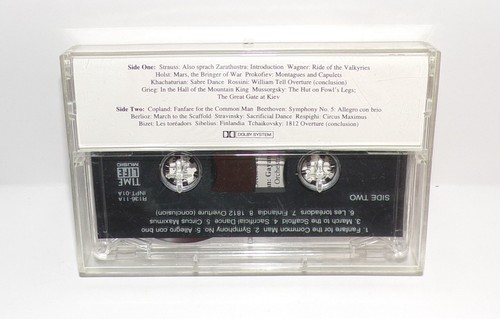 Side One: Strauss: Also sprach Zarathustra: Introduction Wagner: Ride of the Valkyries
Holst: Mars, the Bringer of War Prokofiev: Montagues and Capulets
Khachaturian: Sabre Dance Rossini: William Tell Overture (conclusion)
Grieg: In the Hall of the Mountain King Mussorgsky: The Hut on Fowl's Legs;
The Great Gate at Kiev
Side Two: Copland: Fanfare for the Common Man Beethoven: Symphony No. 5: Allegro con brio
Berlioz: March to the Scaffold Stravinsky: Sacrificial Dance Respighi: Circus Maximus
Bizet: Les toréadors Sibelius: Finlandia Tchaikovsky: 1812 Overture (conclusion)
DOLBY SYSTEM
1. Fanfare for the Common Man 2. Symphony No. 5: Allegro con brio
3. March to the Scaffold 4. Sacrificial Dance 5. Circus Maximus
6. Les toréadors 7. Finlandia 8. 1812 Overture (conclusion)
SIDE TWO
R136-11A
INPT-01A
TIME
LIFE
MUSIC